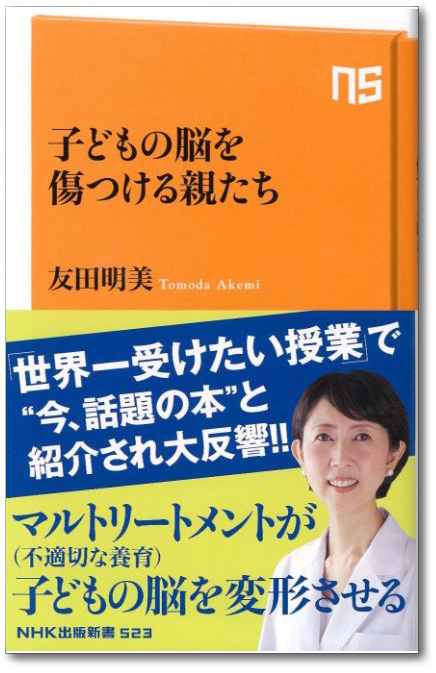 NS
子どもの脳を
傷つける親たち
友田明美 Tomoda Akemi
「世界一受けたい授業」で
“今、話題の本”と
紹介され大反響!!
マルトリートメントが
(不適切な養育)
子どもの脳を変形させる
NHK出版新書 523